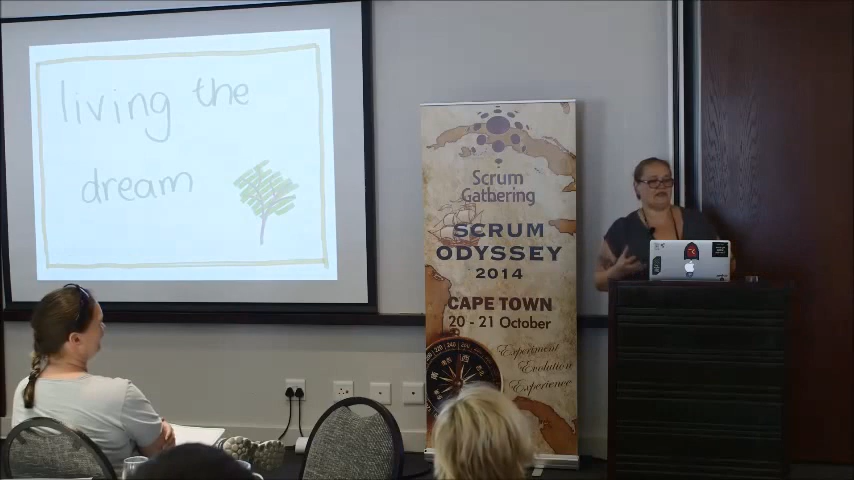 living the
dream
Scrum
Gathering
SCRUM
ODYSSEY
2014
CAPE TOWN
20 - 21 October
Experiment
Evolution
Experience